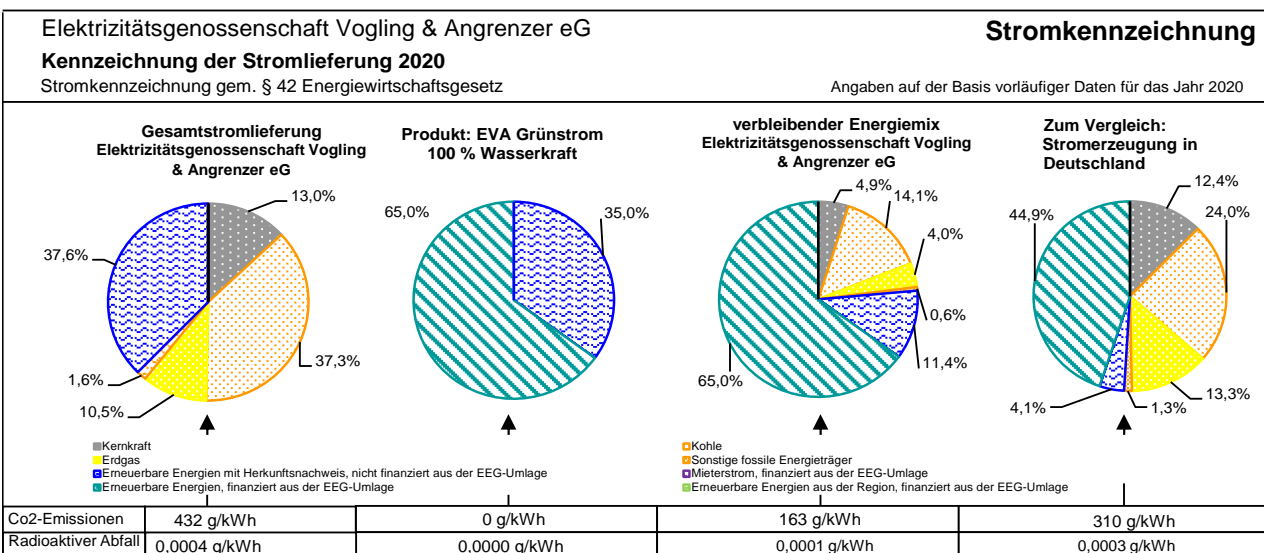 Elektrizitätsgenossenschaft Vogling & Angrenzer eG
Stromkennzeichnung
Kennzeichnung der Stromlieferung 2020
Stromkennzeichnung gem. § 42 Energiewirtschaftsgesetz
Angaben auf der Basis vorläufiger Daten für das Jahr 2020
Gesamtstromlieferung
Elektrizitätsgenossenschaft Vogling
& Angrenzer eG
13,0%
37,6%
37,3%
1,6%
10,5%
Produkt: EVA Grünstrom
100 % Wasserkraft
65,0%
35,0%
verbleibender Energiemix
Elektrizitätsgenossenschaft Vogling
& Angrenzer eG
4,9%
14,1%
4,0%
0,6%
11,4%
65,0%
Zum Vergleich:
Stromerzeugung in
Deutschland
12,4%
44,9%
24,0%
4,1%
1,3%
13,3%
Kernkraft
Erdgas
Erneuerbare Energien mit Herkunftsnachweis, nicht finanziert aus der EEG-Umlage
Erneuerbare Energien, finanziert aus der EEG-Umlage
Kohle
Sonstige fossile Energieträger
Mieterstrom, finanziert aus der EEG-Umlage
Erneuerbare Energien aus der Region, finanziert aus der EEG-Umlage
Co2-Emissionen 432 g/kWh 0 g/kWh 163 g/kWh 310 g/kWh
Radioaktiver Abfall 0,0004 g/kWh 0,0000 g/kWh 0,0001 g/kWh 0,0003 g/kWh